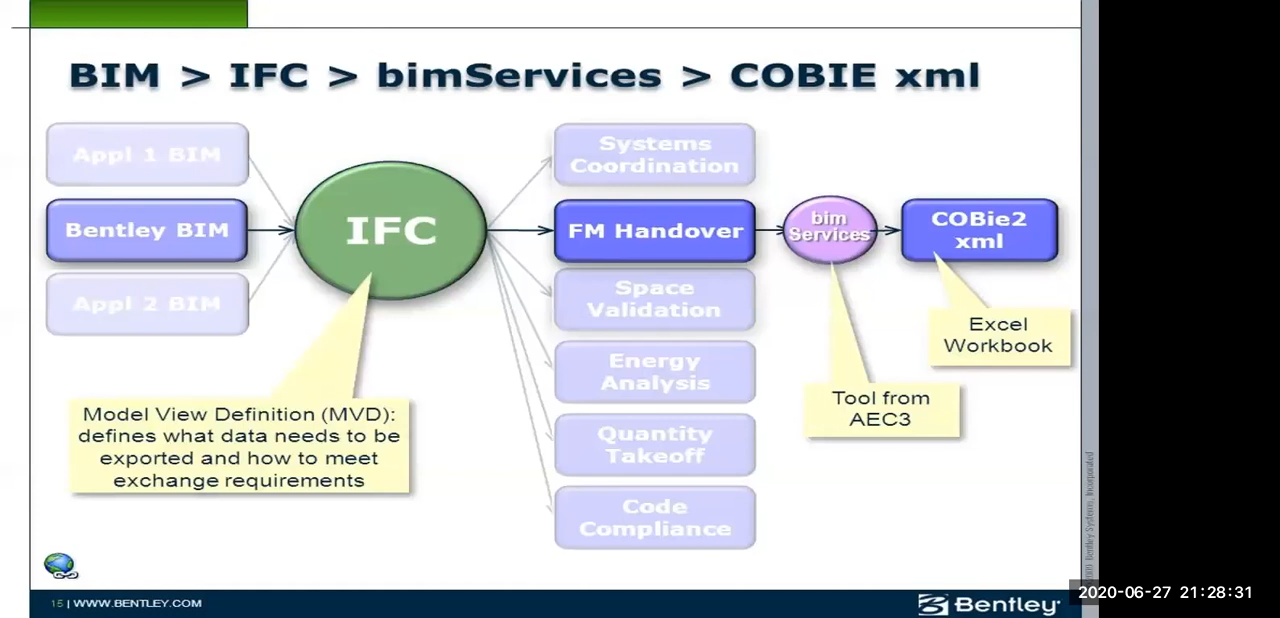 BIM > IFC > bimServices > COBIE xml
Appl 1 BIM
Bentley BIM
Appl 2 BIM
IFC
Systems
Coordination
FM Handover
Space
Validation
Energy
Analysis
Quantity
Takeoff
Code
Compliance
bim
Services
COBie2
xml
Excel
Workbook
Tool from
AEC3
Model View Definition (MVD):
defines what data needs to be
exported and how to meet
exchange requirements
Bentley Systems, Incorporated
15 | WWW.BENTLEY.COM
Bentley
2020-06-27 21:28:31